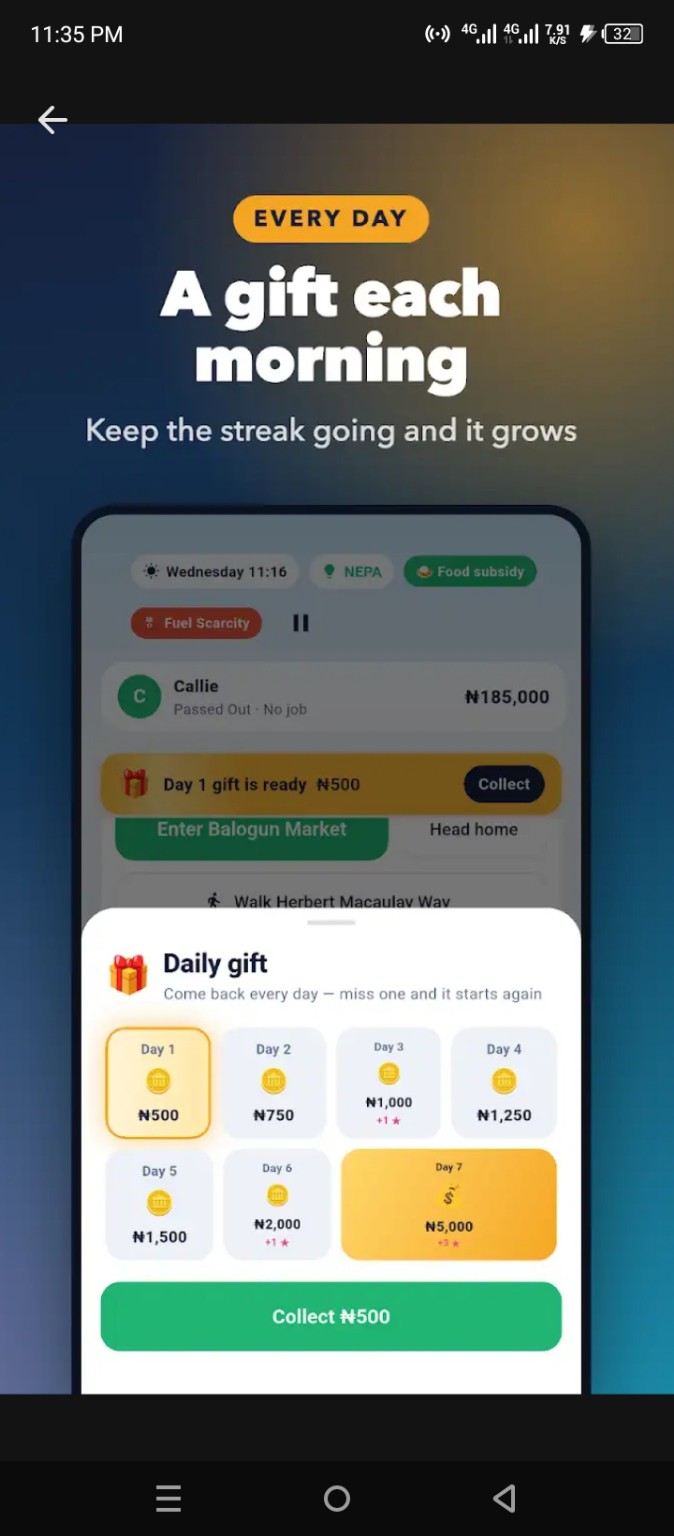 11:35 PM
4G 4G 7.91 K/S 32
EVERY DAY
A gift each
morning
Keep the streak going and it grows
Wednesday 11:16 NEPA Food subsidy
Fuel Scarcity
C
Callie
Passed Out · No job
₦185,000
Day 1 gift is ready ₦500 Collect
Enter Balogun Market Head home
Walk Herbert Macaulay Way
Daily gift
Come back every day — miss one and it starts again
Day 1 Day 2 Day 3 Day 4
₦500 ₦750 ₦1,000 ₦1,250
+1 ★
Day 5 Day 6 Day 7
₦1,500 ₦2,000 ₦5,000
+1 ★ +3 ★
Collect ₦500